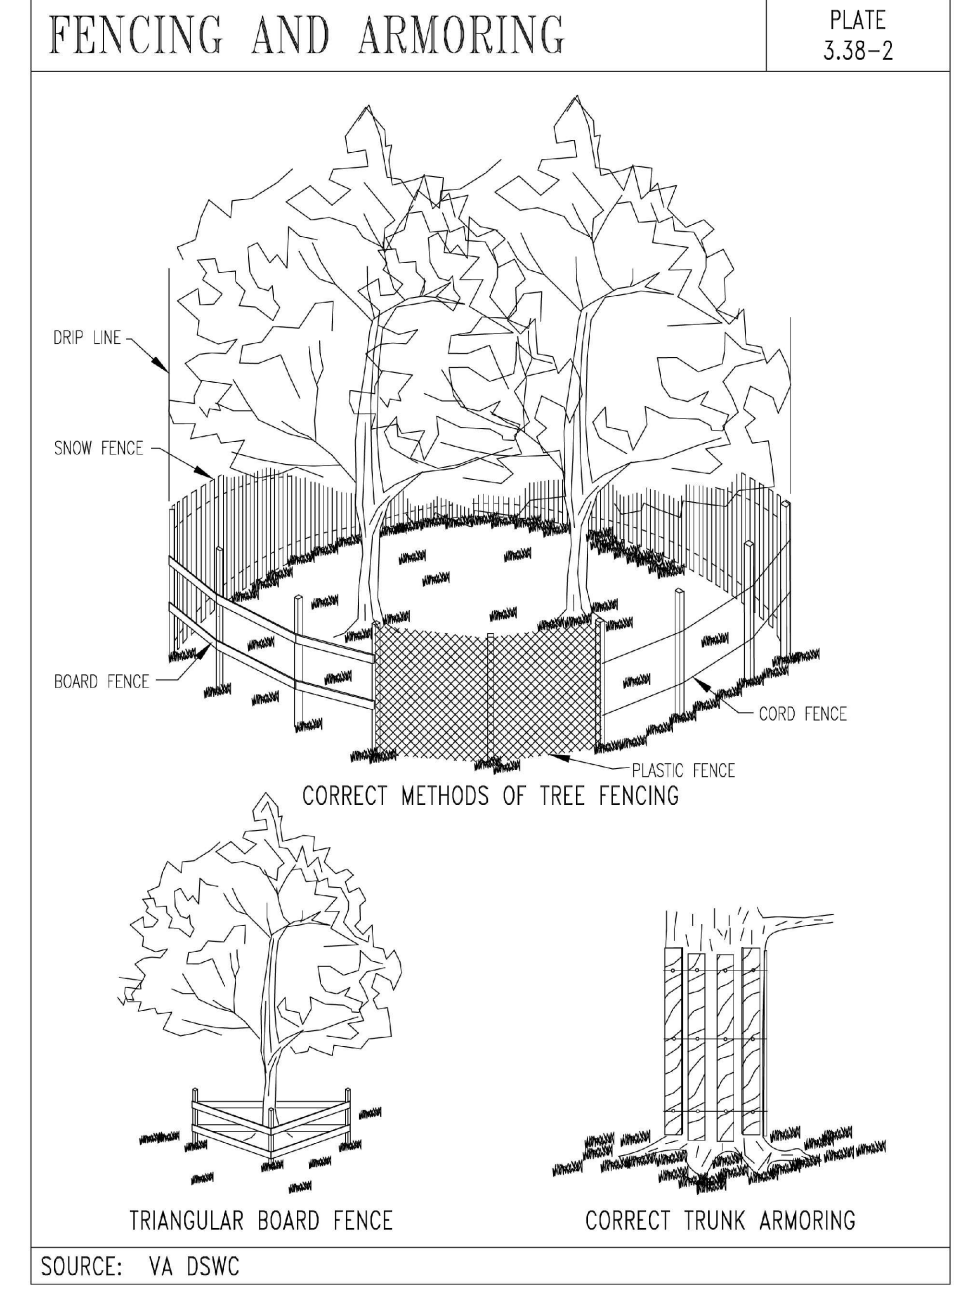 FENCING AND ARMORING
PLATE
3.38-2
DRIP LINE
SNOW FENCE
BOARD FENCE
CORD FENCE
PLASTIC FENCE
CORRECT METHODS OF TREE FENCING
TRIANGULAR BOARD FENCE
CORRECT TRUNK ARMORING
SOURCE: VA DSWC